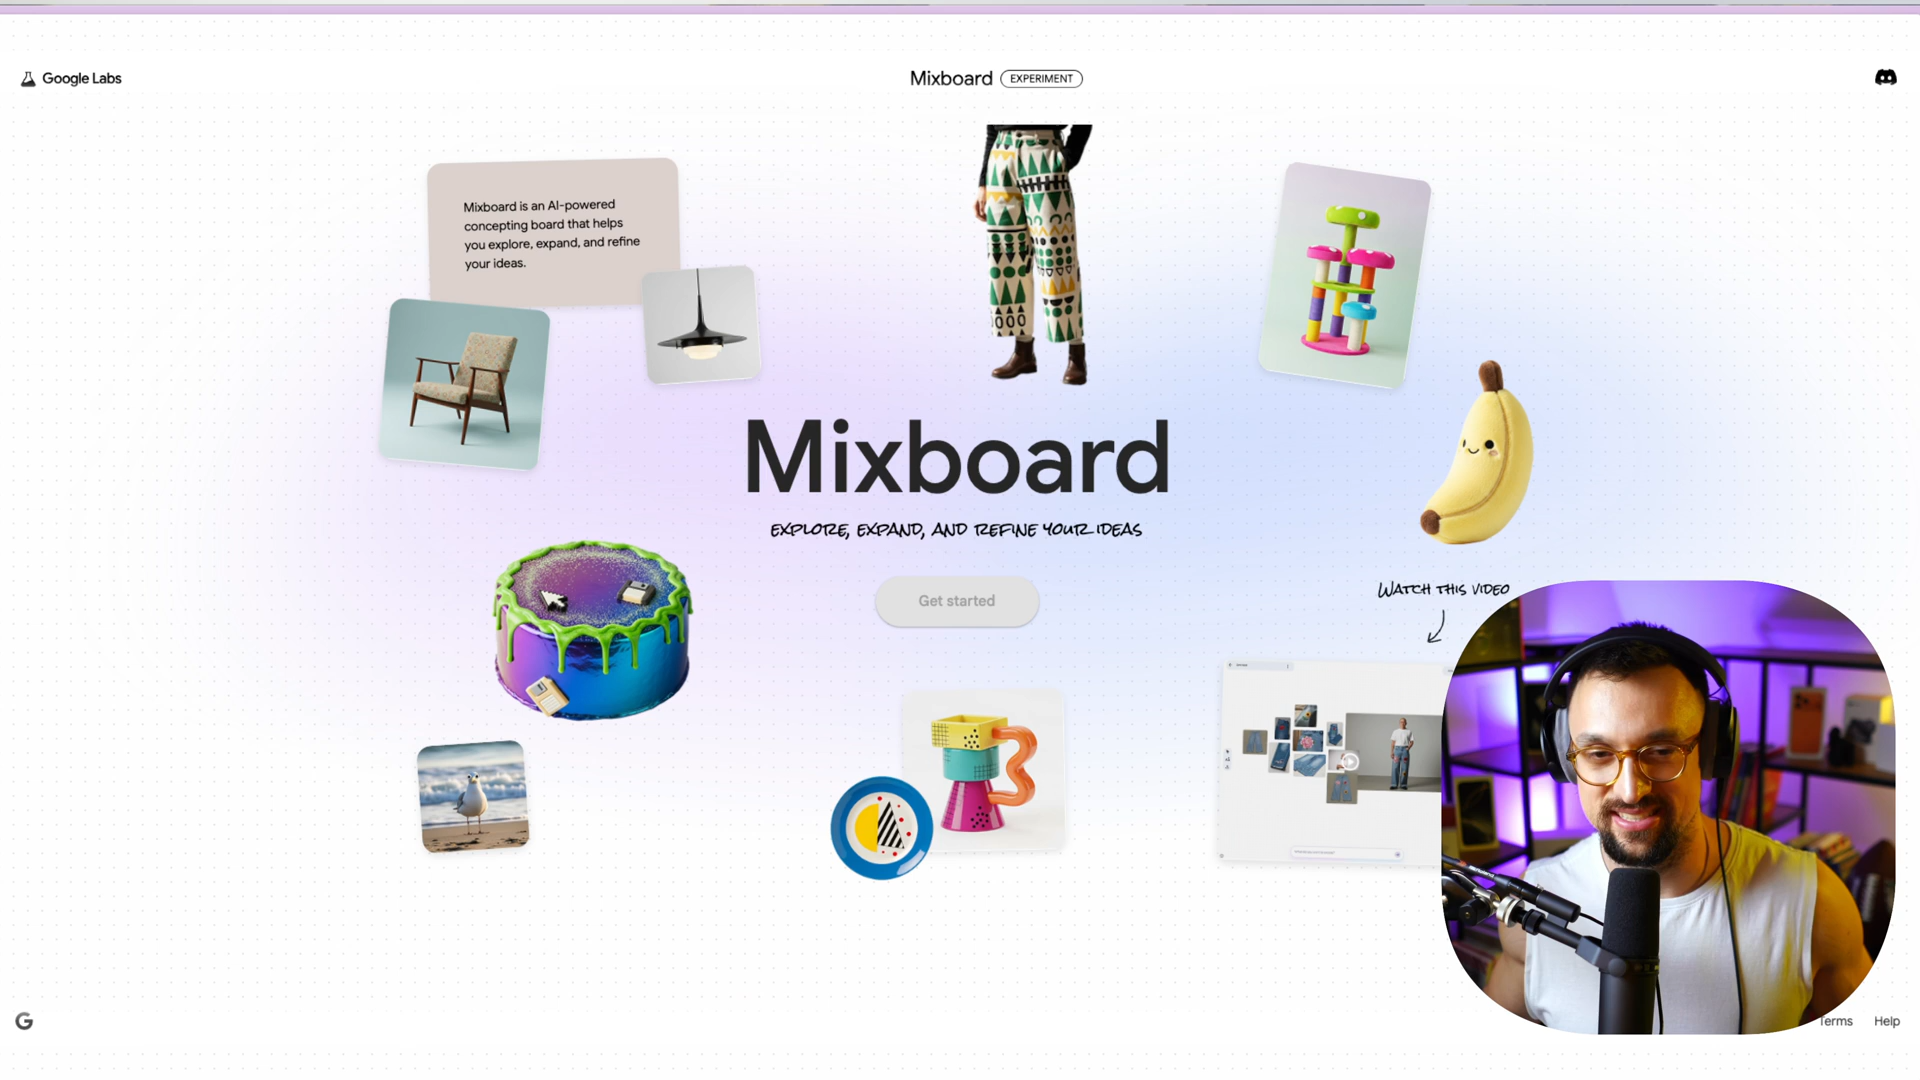 Google Labs
Mixboard EXPERIMENT
Mixboard is an AI-powered
concepting board that helps
you explore, expand, and refine
your ideas.
Mixboard
EXPLORE, EXPAND, AND REFINE YOUR IDEAS
Get started
WATCH THIS VIDEO
G
Terms
Help